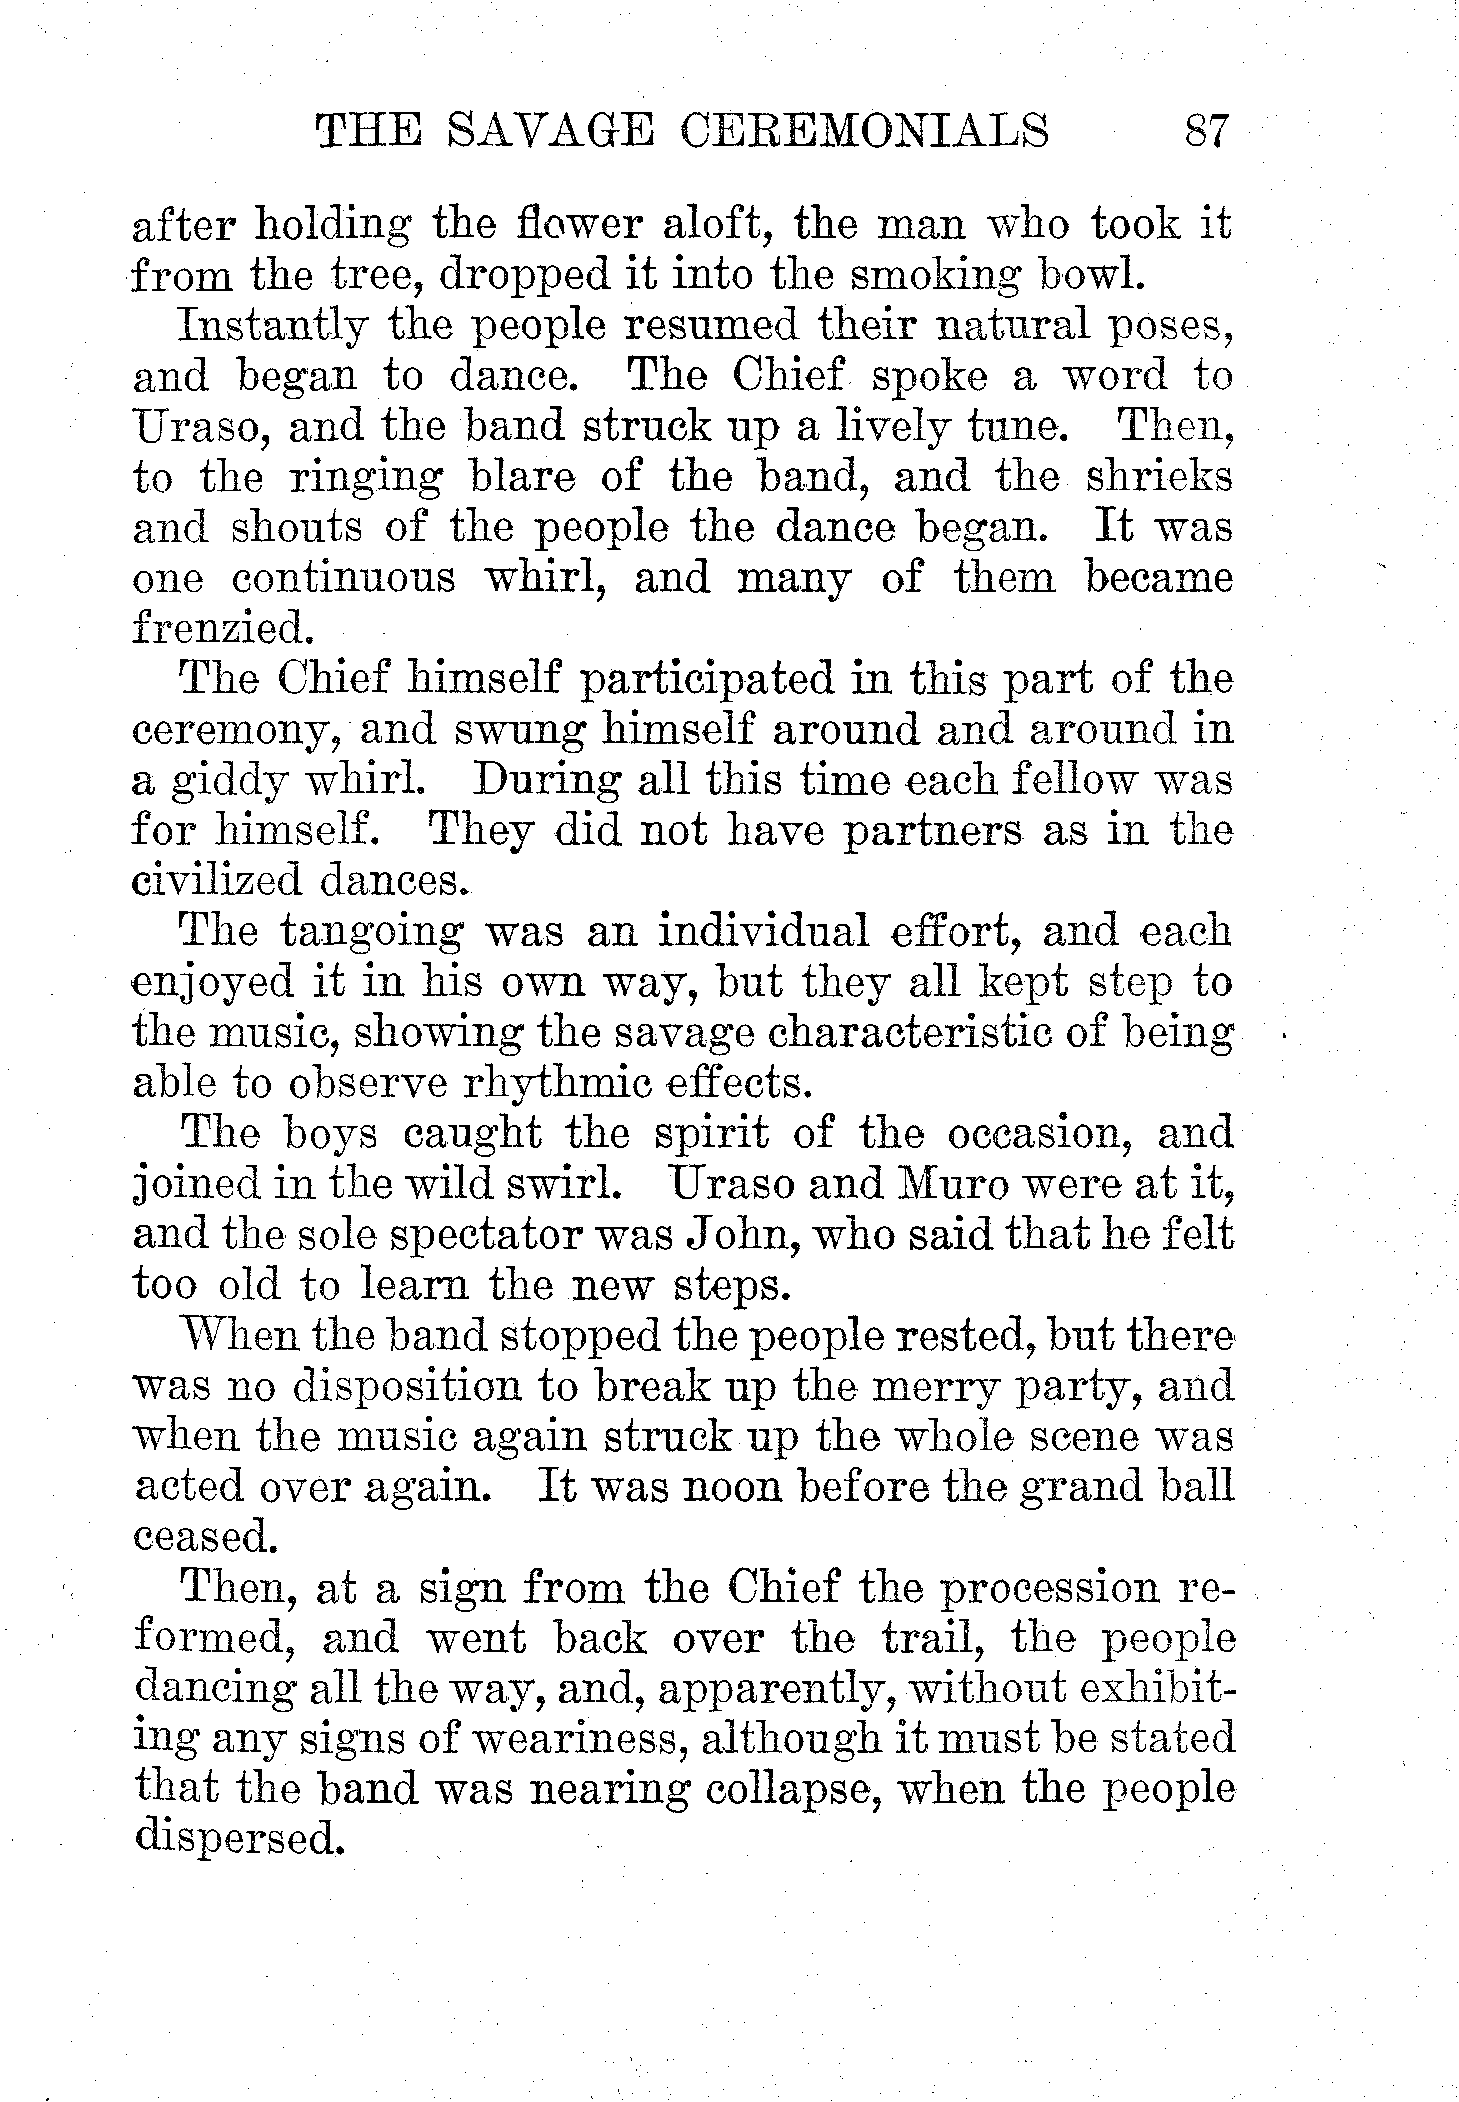 THE SAVAGE CEREMONIALS 87
after holding the flower aloft, the man who took it
from the tree, dropped it into the smoking bowl.
Instantly the people resumed their natural poses,
and began to dance. The Chief spoke a word to
Uraso, and the band struck up a lively tune. Then,
to the ringing blare of the band, and the shrieks
and shouts of the people the dance began. It was
one continuous whirl, and many of them became
frenzied.
The Chief himself participated in this part of the
ceremony, and swung himself around and around in
a giddy whirl. During all this time each fellow was
for himself. They did not have partners as in the
civilized dances.
The tangoing was an individual effort, and each
enjoyed it in his own way, but they all kept step to
the music, showing the savage characteristic of being
able to observe rhythmic effects.
The boys caught the spirit of the occasion, and
joined in the wild swirl. Uraso and Muro were at it,
and the sole spectator was John, who said that he felt
too old to learn the new steps.
When the band stopped the people rested, but there
was no disposition to break up the merry party, and
when the music again struck up the whole scene was
acted over again. It was noon before the grand ball
ceased.
Then, at a sign from the Chief the procession re-
formed, and went back over the trail, the people
dancing all the way, and, apparently, without exhibit-
ing any signs of weariness, although it must be stated
that the band was nearing collapse, when the people
dispersed.